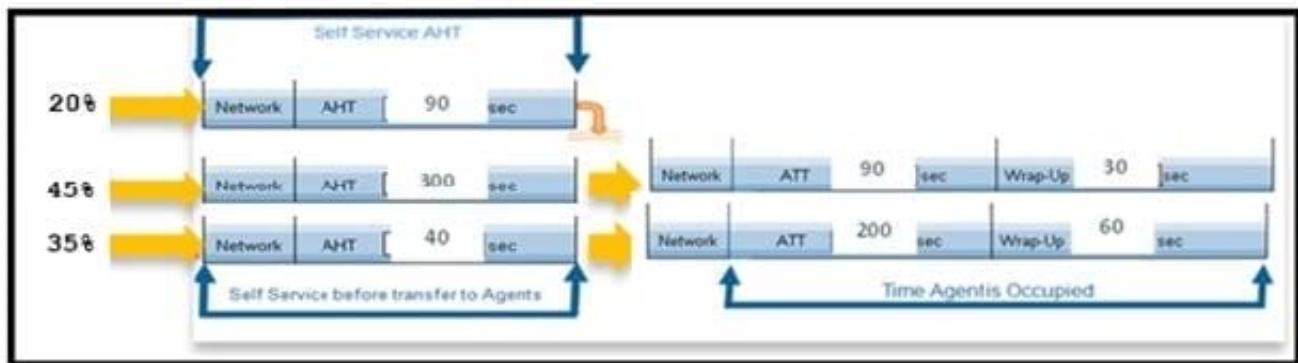 Self Service AHT
20% Network AHT [ 90 sec
45% Network AHT [ 300 sec Network ATT 90 ]sec Wrap-Up 30 ]sec
35% Network AHT [ 40 sec Network ATT 200 sec Wrap-Up 60 sec
Self Service before transfer to Agents
Time Agentis Occupied